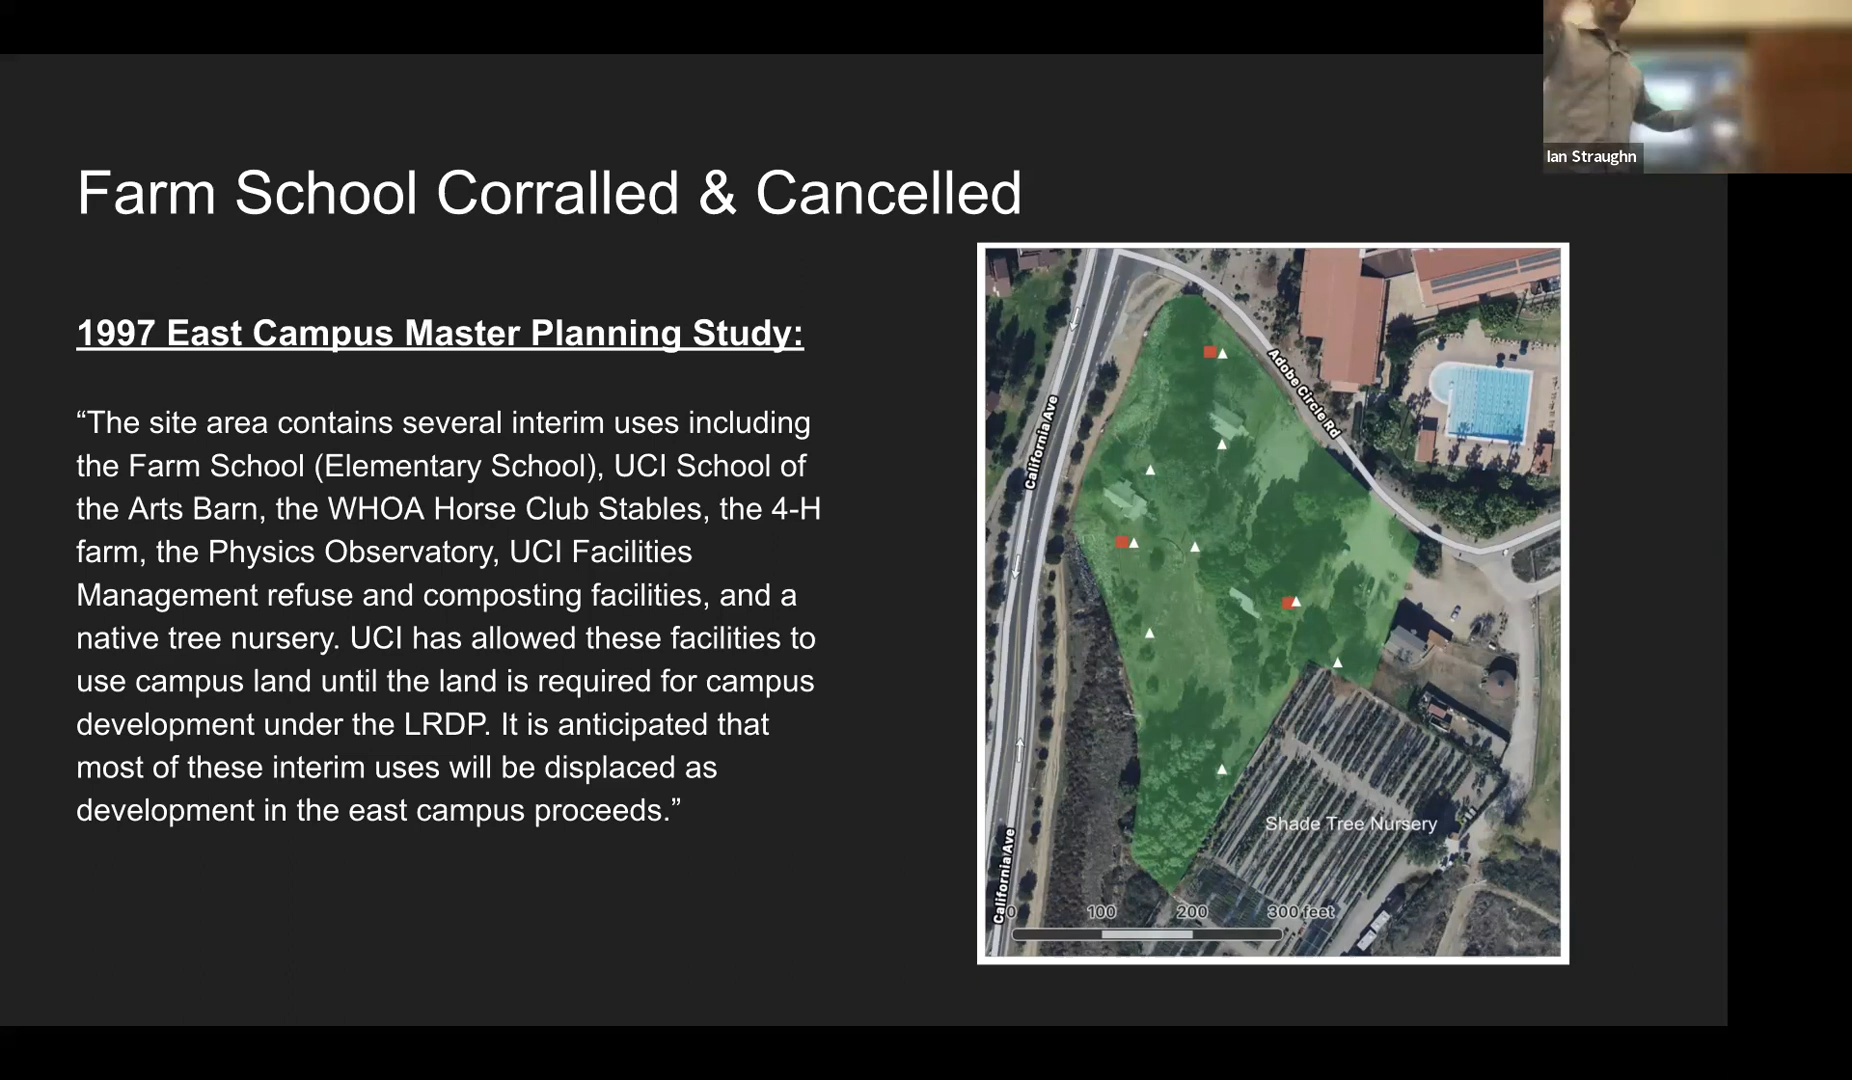 Ian Straughn
Farm School Corralled & Cancelled
1997 East Campus Master Planning Study:
“The site area contains several interim uses including
the Farm School (Elementary School), UCI School of
the Arts Barn, the WHOA Horse Club Stables, the 4-H
farm, the Physics Observatory, UCI Facilities
Management refuse and composting facilities, and a
native tree nursery. UCI has allowed these facilities to
use campus land until the land is required for campus
development under the LRDP. It is anticipated that
most of these interim uses will be displaced as
development in the east campus proceeds.”
California Ave
Adobe Circle Rd
Shade Tree Nursery
California Ave
0 100 200 300 feet